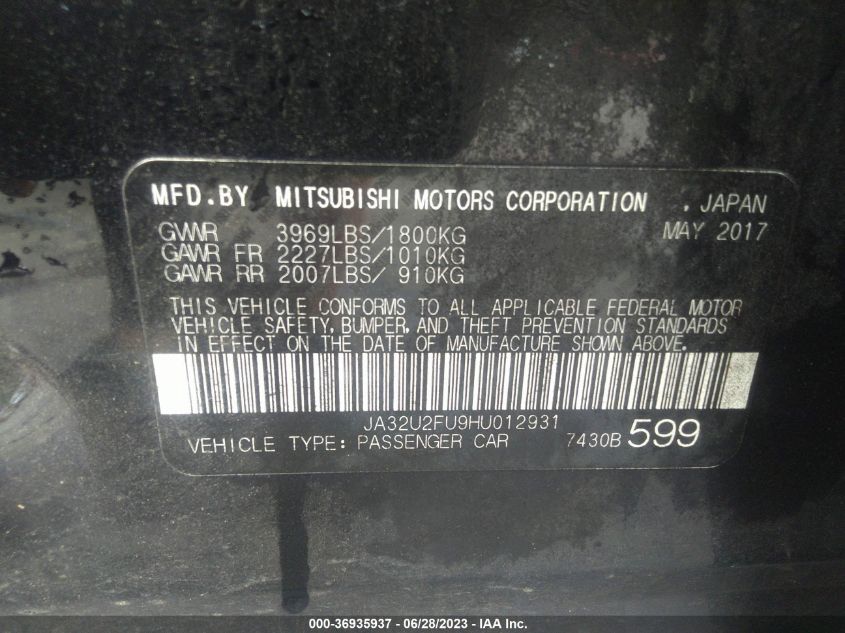 MFD.BY MITSUBISHI MOTORS CORPORATION , JAPAN
GVWR 3969LBS/1800KG MAY 2017
GAWR FR 2227LBS/1010KG
GAWR RR 2007LBS/ 910KG
THIS VEHICLE CONFORMS TO ALL APPLICABLE FEDERAL MOTOR
VEHICLE SAFETY, BUMPER, AND THEFT PREVENTION STANDARDS
IN EFFECT ON THE DATE OF MANUFACTURE SHOWN ABOVE.
JA32U2FU9HU012931
VEHICLE TYPE: PASSENGER CAR 7430B 599
000-36935937 - 06/28/2023 - IAA Inc.